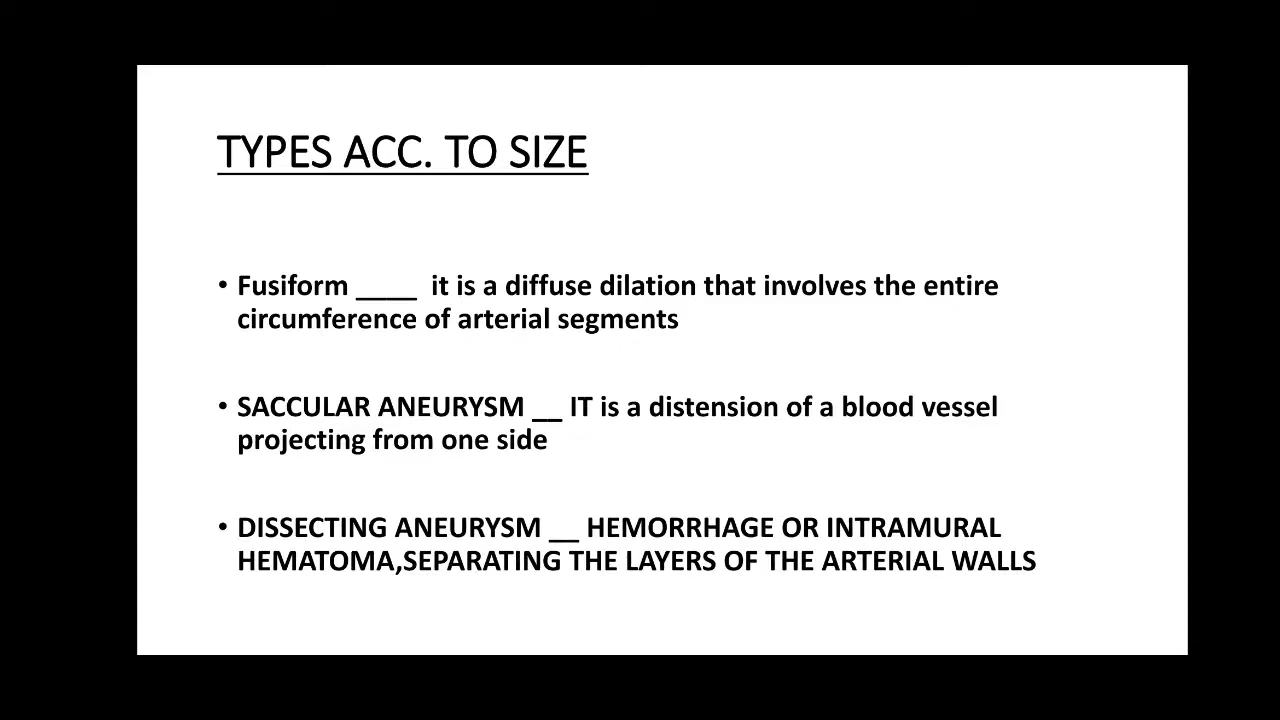 TYPES ACC. TO SIZE
• Fusiform ____ it is a diffuse dilation that involves the entire
circumference of arterial segments
• SACCULAR ANEURYSM __ IT is a distension of a blood vessel
projecting from one side
• DISSECTING ANEURYSM __ HEMORRHAGE OR INTRAMURAL
HEMATOMA,SEPARATING THE LAYERS OF THE ARTERIAL WALLS